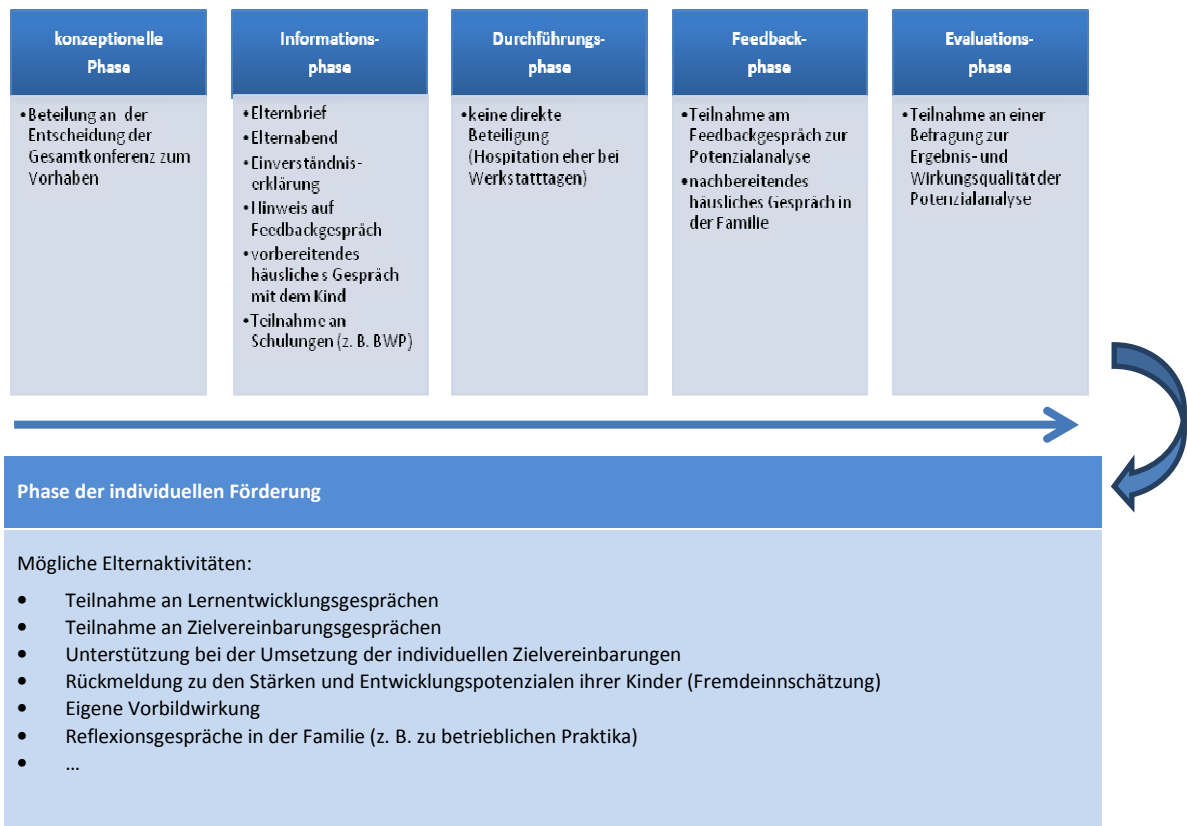 konzeptionelle
Phase
•Beteilung an der
Entscheidung der
Gesamtkonferenz zum
Vorhaben
Informations-
phase
•Elternbrief
•Elternabend
•Einverständnis-
erklärung
•Hinweis auf
Feedbackgespräch
•vorbereitendes
häusliches Gespräch
mit dem Kind
•Teilnahme an
Schulungen (z. B. BWP)
Durchführungs-
phase
•keine direkte
Beteiligung
(Hospitation eher bei
Werkstatttagen)
Feedback-
phase
•Teilnahme am
Feedbackgespräch zur
Potenzialanalyse
•nachbereitendes
häusliches Gespräch in
der Familie
Evaluations-
phase
•Teilnahme an einer
Befragung zur
Ergebnis- und
Wirkungsqualität der
Potenzialanalyse
Phase der individuellen Förderung
Mögliche Elternaktivitäten:
• Teilnahme an Lernentwicklungsgesprächen
• Teilnahme an Zielvereinbarungsgesprächen
• Unterstützung bei der Umsetzung der individuellen Zielvereinbarungen
• Rückmeldung zu den Stärken und Entwicklungspotenzialen ihrer Kinder (Fremdeinnschätzung)
• Eigene Vorbildwirkung
• Reflexionsgespräche in der Familie (z. B. zu betrieblichen Praktika)
• …